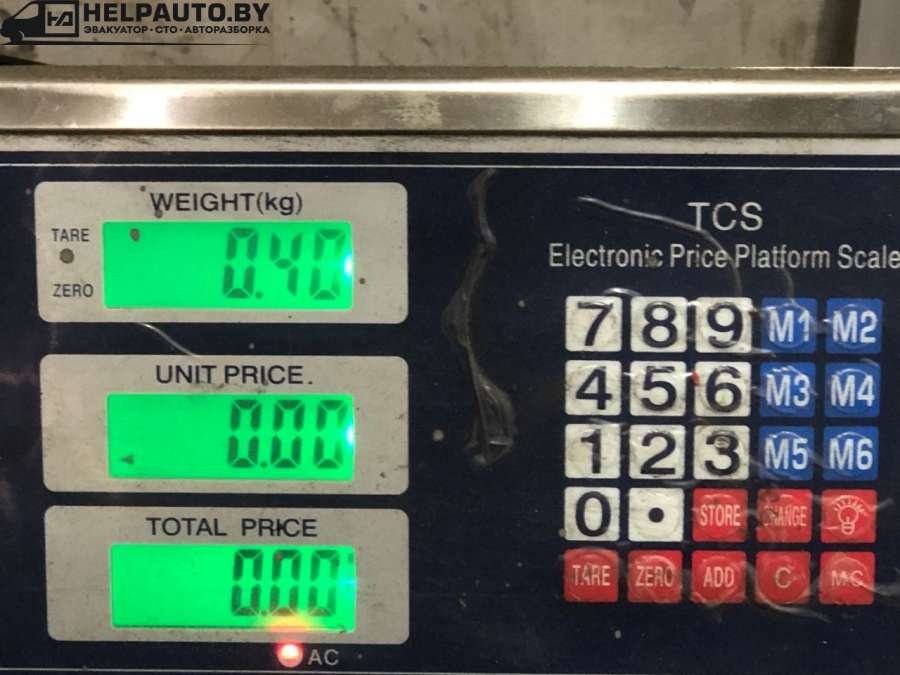 HELPAUTO.BY
ЭВАКУАТОР • СТО • АВТОРАЗБОРКА
WEIGHT(kg)
TARE
ZERO
0.40
UNIT PRICE.
0.00
TOTAL PRICE
0.00
AC
TCS
Electronic Price Platform Scale
7 8 9 M1 M2
4 5 6 M3 M4
1 2 3 M5 M6
0 • STORE CHANGE
TARE ZERO ADD C MC